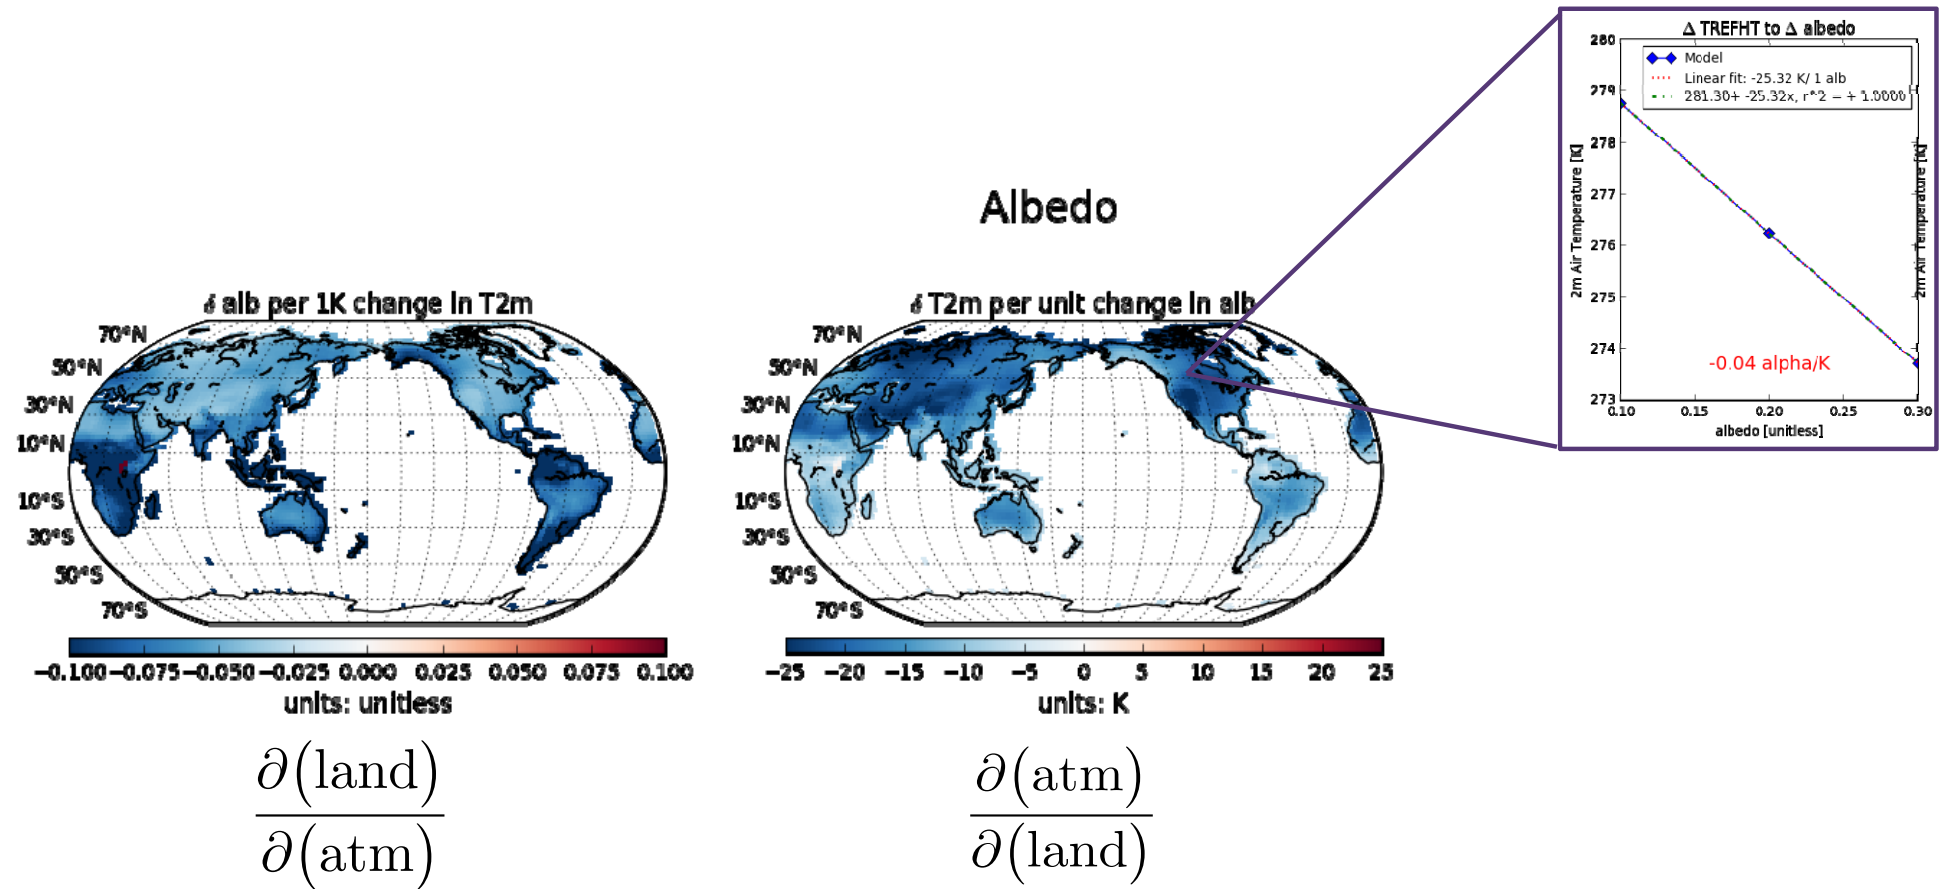 Albedo
δ alb per 1K change in T2m
70°N
50°N
30°N
10°N
10°S
30°S
50°S
70°S
−0.100 −0.075 −0.050 −0.025 0.000 0.025 0.050 0.075 0.100
units: unitless
∂(land)
∂(atm)
δ T2m per unit change in alb
70°N
50°N
30°N
10°N
10°S
30°S
50°S
70°S
−25 −20 −15 −10 −5 0 5 10 15 20 25
units: K
∂(atm)
∂(land)
Δ TREFHT to Δ albedo
Model
Linear fit: -25.32 K/ 1 alb
281.30+ -25.32x, r^2 = + 1.0000
280
279
278
277
276
275
274
273
2m Air Temperature [K]
2m Air Temperature [K]
-0.04 alpha/K
0.10 0.15 0.20 0.25 0.30
albedo [unitless]